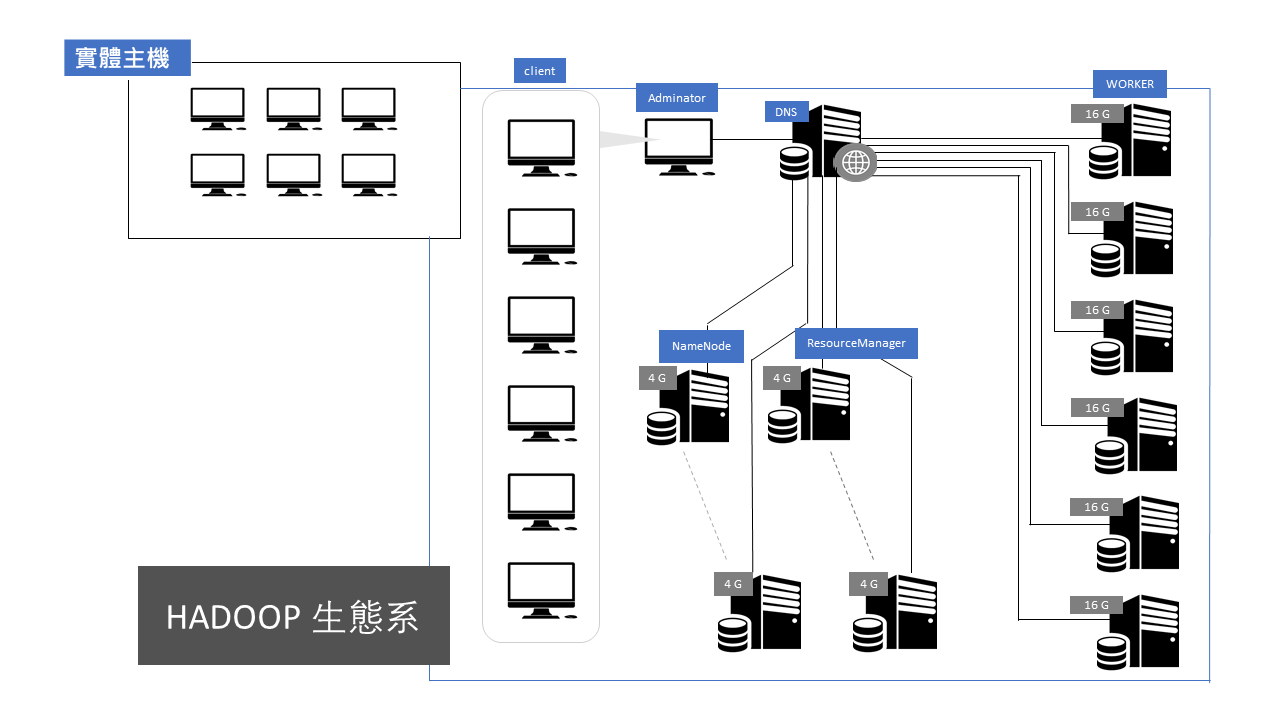 實體主機
client
Adminator
DNS
WORKER
16 G
16 G
16 G
16 G
16 G
16 G
NameNode
ResourceManager
4 G
4 G
4 G
4 G
HADOOP 生態系